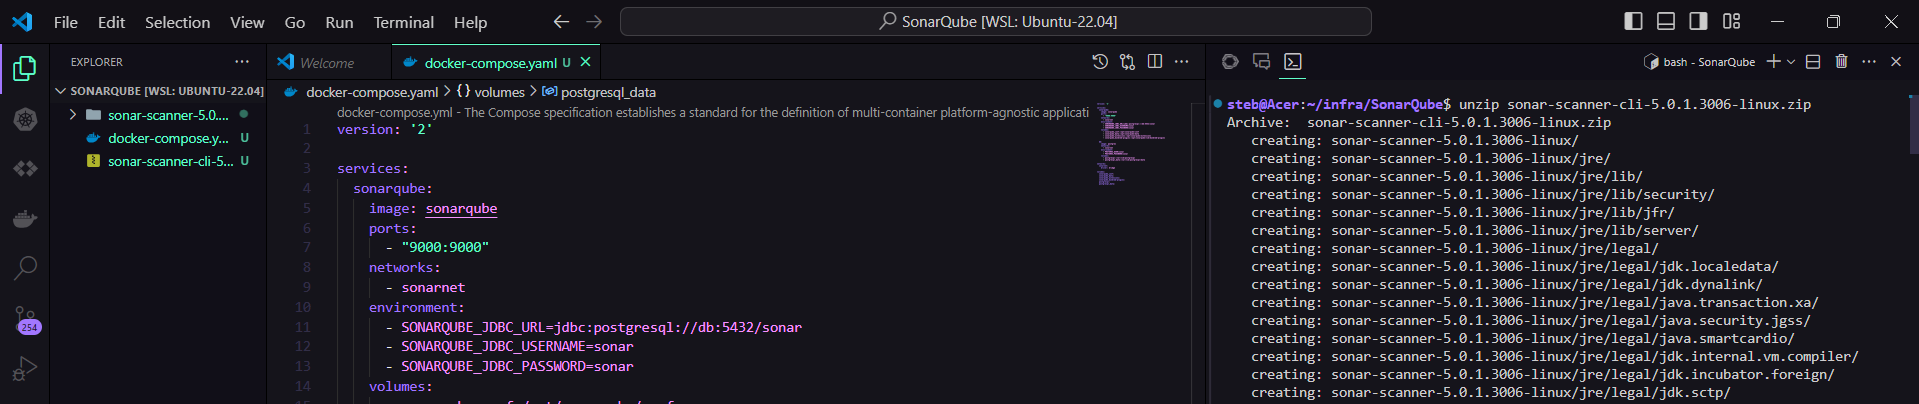 File Edit Selection View Go Run Terminal Help
SonarQube [WSL: Ubuntu-22.04]
EXPLORER
SONARQUBE [WSL: UBUNTU-22.04]
sonar-scanner-5.0....
docker-compose.y... U
sonar-scanner-cli-5... U
254
Welcome
docker-compose.yaml U
docker-compose.yaml > {} volumes > postgresql_data
docker-compose.yml - The Compose specification establishes a standard for the definition of multi-container platform-agnostic applicati
1 version: '2'
2
3 services:
4 sonarqube:
5 image: sonarqube
6 ports:
7 - "9000:9000"
8 networks:
9 - sonarnet
10 environment:
11 - SONARQUBE_JDBC_URL=jdbc:postgresql://db:5432/sonar
12 - SONARQUBE_JDBC_USERNAME=sonar
13 - SONARQUBE_JDBC_PASSWORD=sonar
14 volumes:
bash - SonarQube
steb@Acer:~/infra/SonarQube$ unzip sonar-scanner-cli-5.0.1.3006-linux.zip
Archive: sonar-scanner-cli-5.0.1.3006-linux.zip
creating: sonar-scanner-5.0.1.3006-linux/
creating: sonar-scanner-5.0.1.3006-linux/jre/
creating: sonar-scanner-5.0.1.3006-linux/jre/lib/
creating: sonar-scanner-5.0.1.3006-linux/jre/lib/security/
creating: sonar-scanner-5.0.1.3006-linux/jre/lib/jfr/
creating: sonar-scanner-5.0.1.3006-linux/jre/lib/server/
creating: sonar-scanner-5.0.1.3006-linux/jre/legal/
creating: sonar-scanner-5.0.1.3006-linux/jre/legal/jdk.localedata/
creating: sonar-scanner-5.0.1.3006-linux/jre/legal/jdk.dynalink/
creating: sonar-scanner-5.0.1.3006-linux/jre/legal/java.transaction.xa/
creating: sonar-scanner-5.0.1.3006-linux/jre/legal/java.security.jgss/
creating: sonar-scanner-5.0.1.3006-linux/jre/legal/java.smartcardio/
creating: sonar-scanner-5.0.1.3006-linux/jre/legal/jdk.internal.vm.compiler/
creating: sonar-scanner-5.0.1.3006-linux/jre/legal/jdk.incubator.foreign/
creating: sonar-scanner-5.0.1.3006-linux/jre/legal/jdk.sctp/